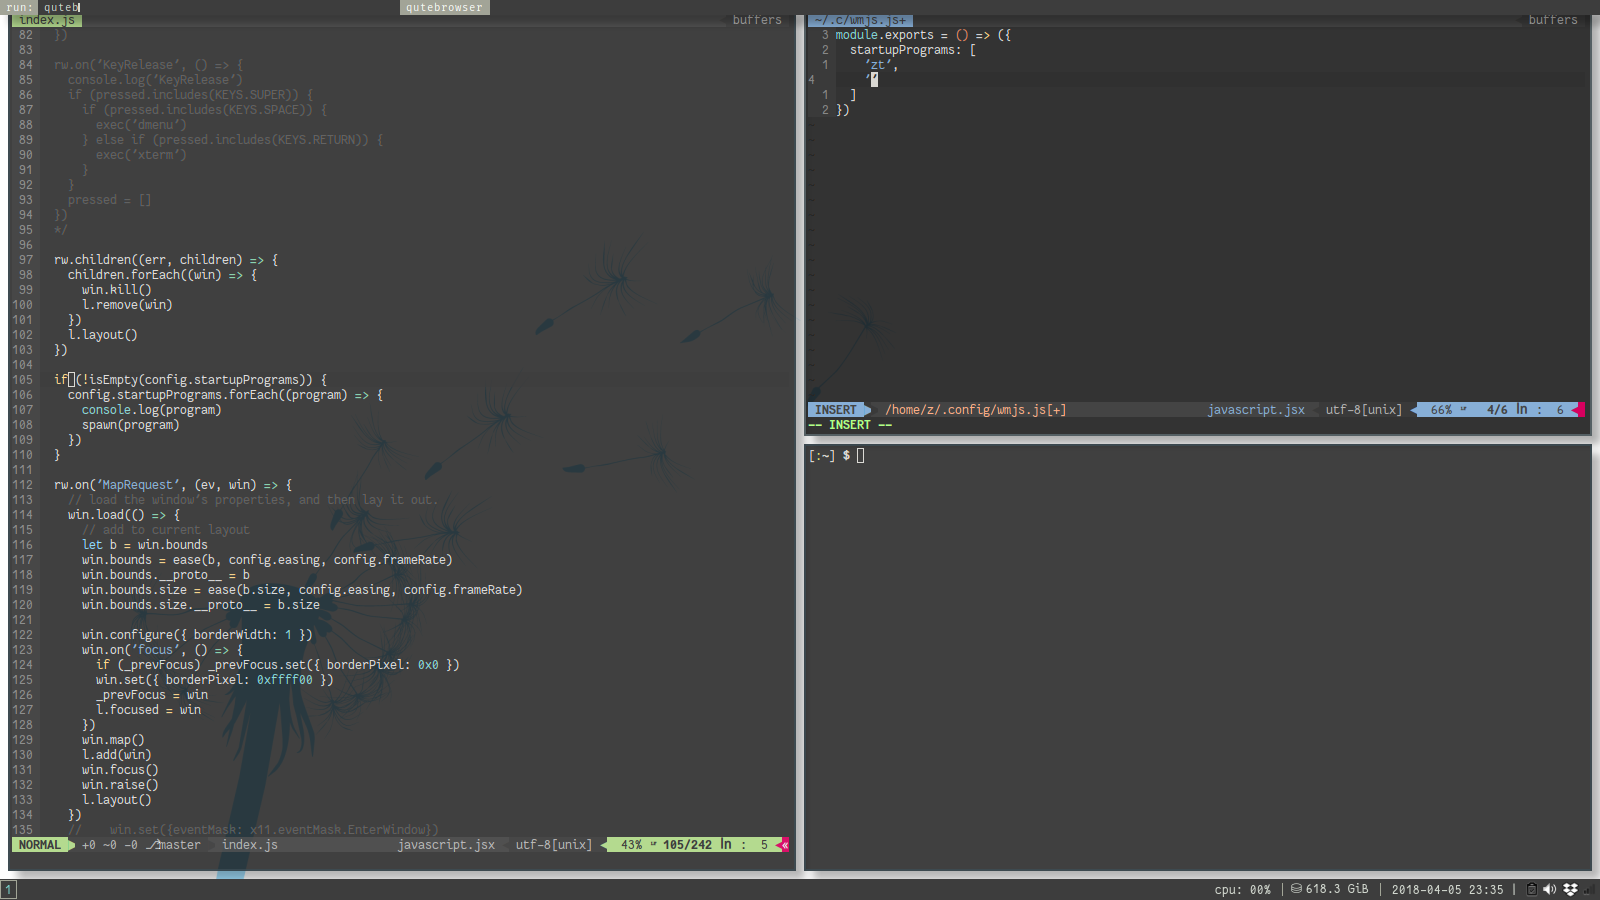 run: quteb qutebrowser
index.js buffers
82 })
83
84 rw.on('KeyRelease', () => {
85 console.log('KeyRelease')
86 if (pressed.includes(KEYS.SUPER)) {
87 if (pressed.includes(KEYS.SPACE)) {
88 exec('dmenu')
89 } else if (pressed.includes(KEYS.RETURN)) {
90 exec('xterm')
91 }
92 }
93 pressed = []
94 })
95 */
96
97 rw.children((err, children) => {
98 children.forEach((win) => {
99 win.kill()
100 l.remove(win)
101 })
102 l.layout()
103 })
104
105 if (!isEmpty(config.startupPrograms)) {
106 config.startupPrograms.forEach((program) => {
107 console.log(program)
108 spawn(program)
109 })
110 }
111
112 rw.on('MapRequest', (ev, win) => {
113 // load the window's properties, and then lay it out.
114 win.load(() => {
115 // add to current layout
116 let b = win.bounds
117 win.bounds = ease(b, config.easing, config.frameRate)
118 win.bounds.__proto__ = b
119 win.bounds.size = ease(b.size, config.easing, config.frameRate)
120 win.bounds.size.__proto__ = b.size
121
122 win.configure({ borderWidth: 1 })
123 win.on('focus', () => {
124 if (_prevFocus) _prevFocus.set({ borderPixel: 0x0 })
125 win.set({ borderPixel: 0xffff00 })
126 _prevFocus = win
127 l.focused = win
128 })
129 win.map()
130 l.add(win)
131 win.focus()
132 win.raise()
133 l.layout()
134 })
135 // win.set({eventMask: x11.eventMask.EnterWindow})
NORMAL +0 ~0 -0 master index.js javascript.jsx utf-8[unix] 43% 105/242 ln : 5
~/.c/wmjs.js+ buffers
3 module.exports = () => ({
2 startupPrograms: [
1 'zt',
4 ''
1 ]
2 })
INSERT /home/z/.config/wmjs.js[+] javascript.jsx utf-8[unix] 66% 4/6 ln : 6
-- INSERT --
[:~] $
1 cpu: 00% | 618.3 GiB | 2018-04-05 23:35 |